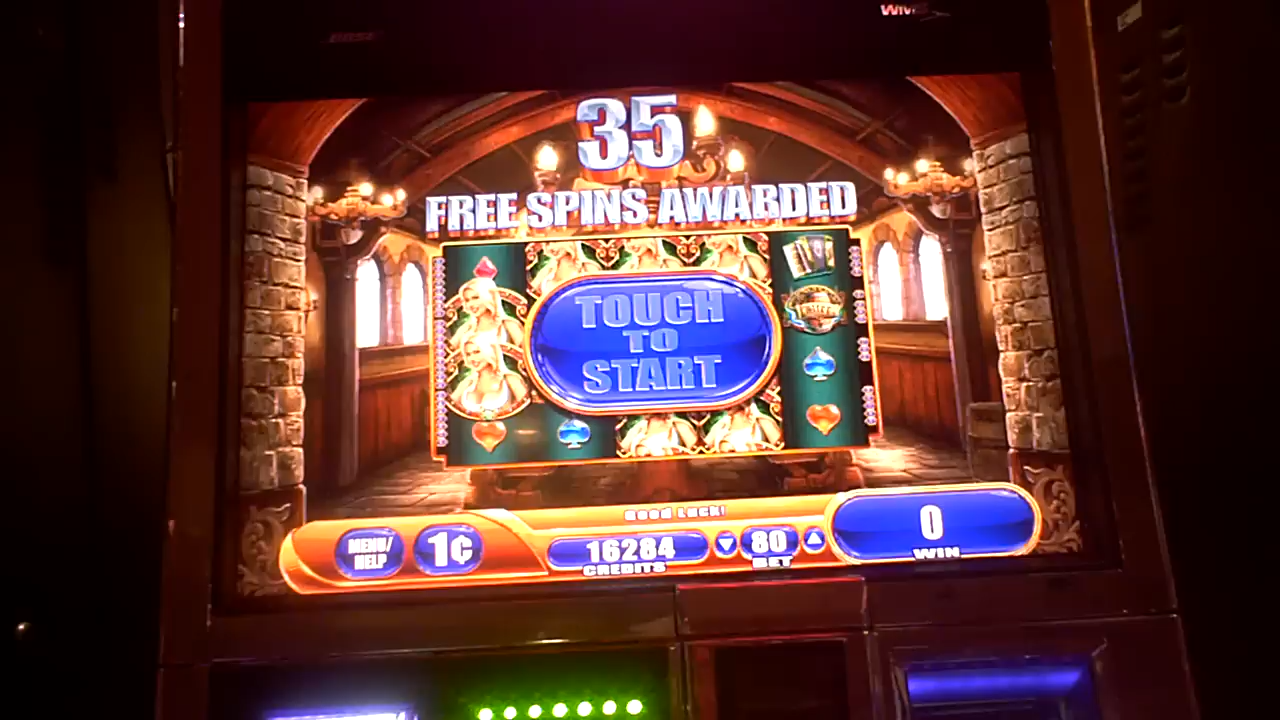 35
FREE SPINS AWARDED
TOUCH
TO
START
Good Luck!
MENU/
HELP
1¢
16284
CREDITS
80
BET
0
WIN